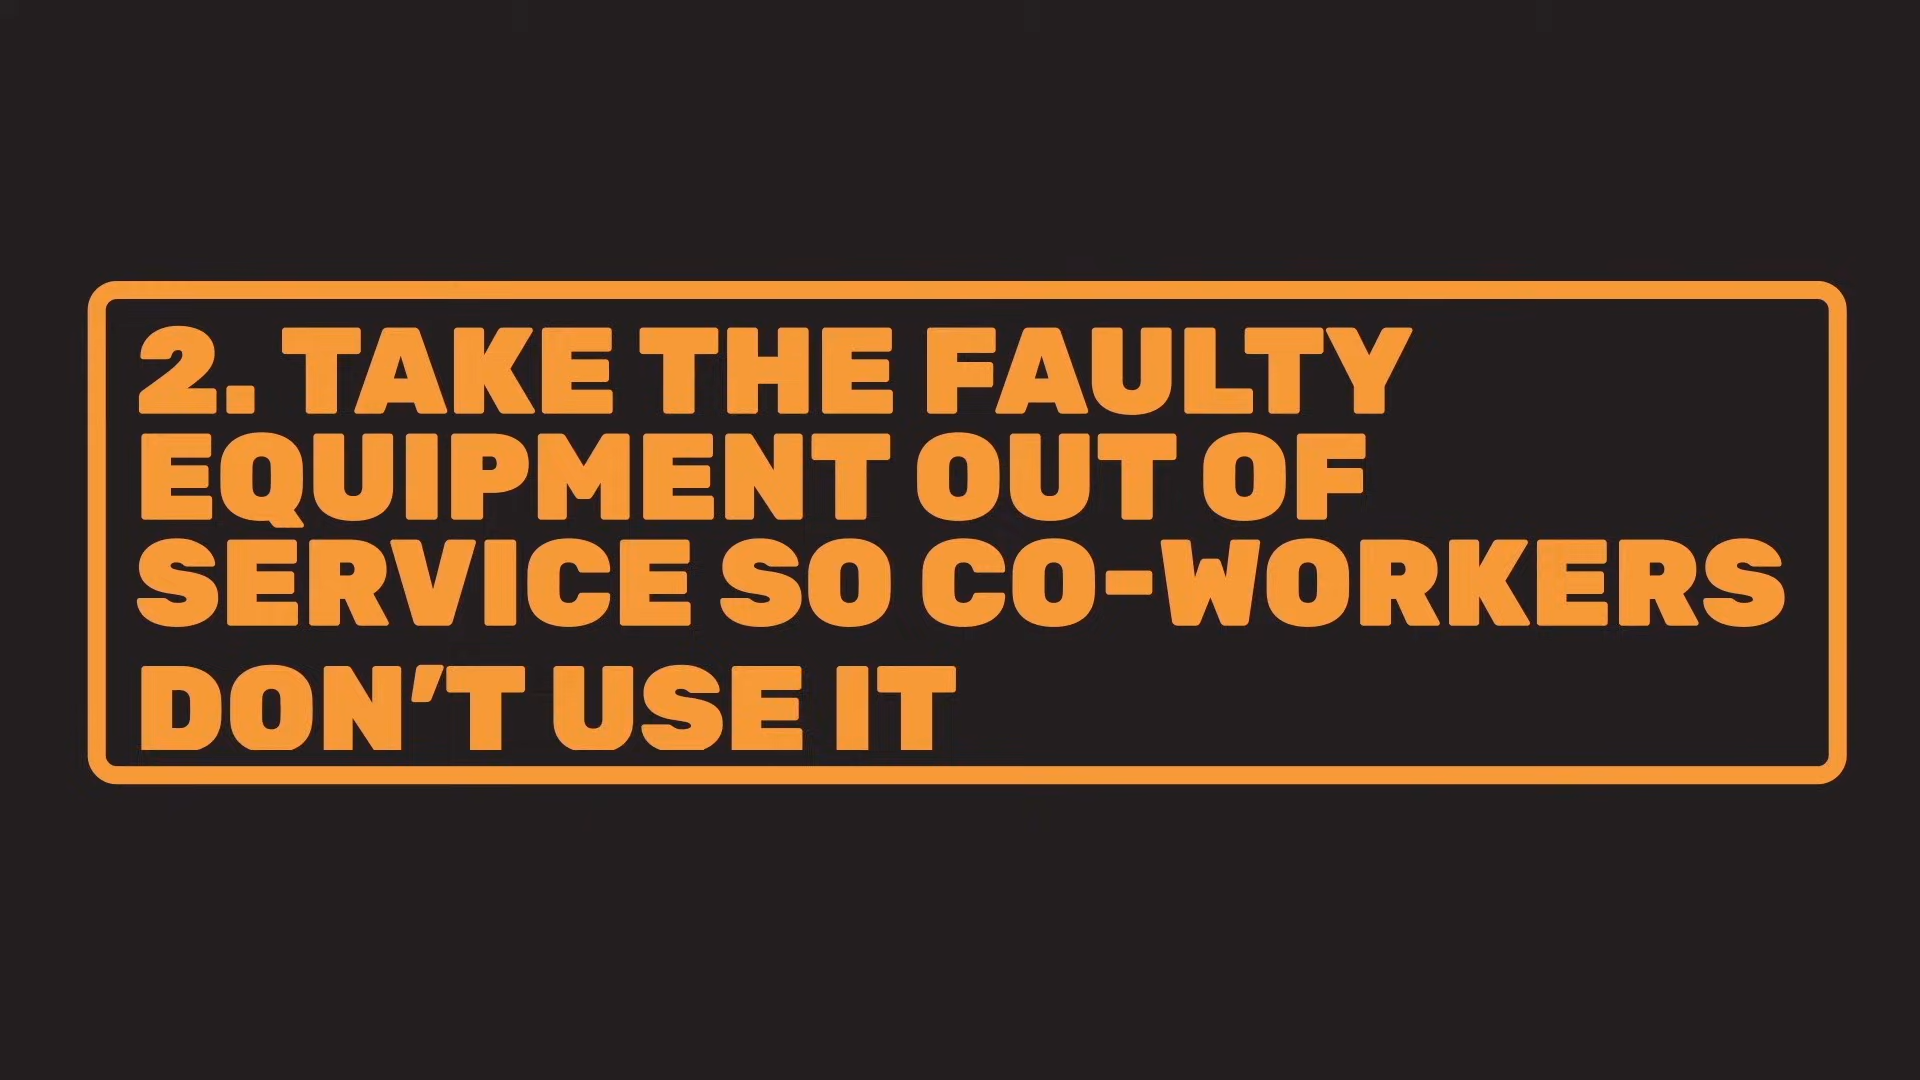 2. TAKE THE FAULTY
EQUIPMENT OUT OF
SERVICE SO CO-WORKERS
DON’T USE IT